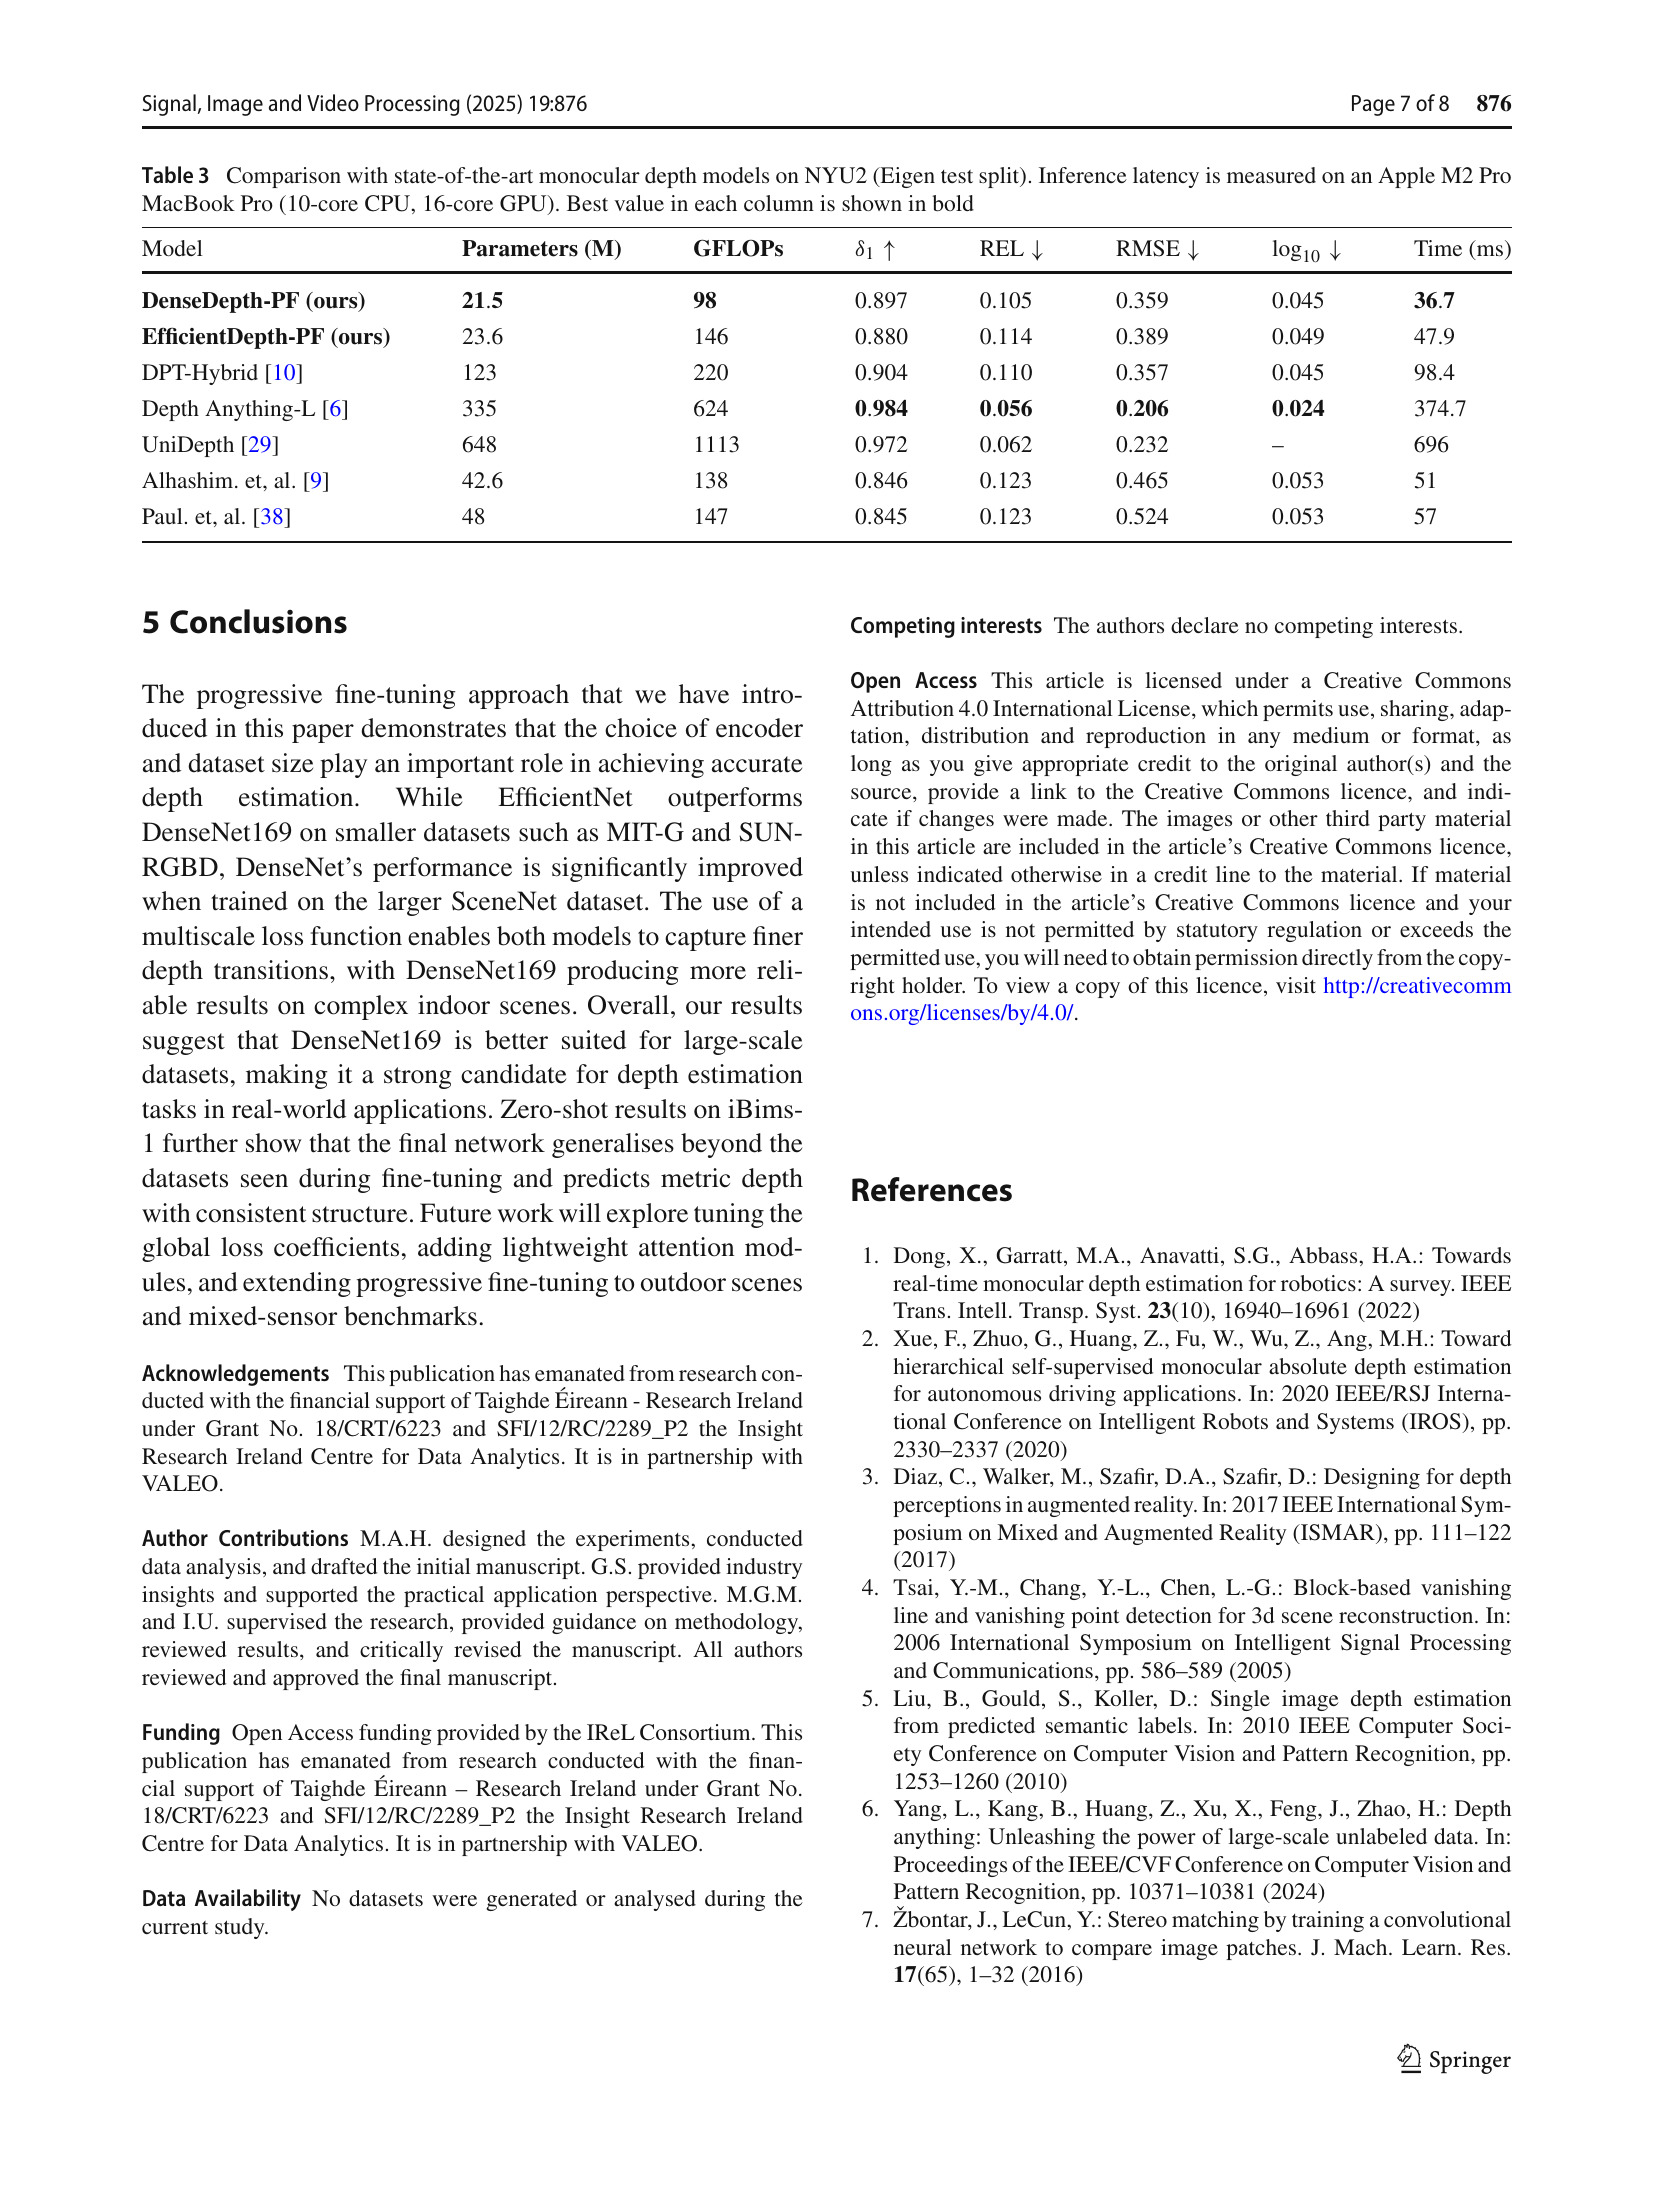 Signal, Image and Video Processing (2025) 19:876
Page 7 of 8 876
Table 3 Comparison with state-of-the-art monocular depth models on NYU2 (Eigen test split). Inference latency is measured on an Apple M2 Pro
MacBook Pro (10-core CPU, 16-core GPU). Best value in each column is shown in bold
Model Parameters (M) GFLOPs δ1 ↑ REL ↓ RMSE ↓ log10 ↓ Time (ms)
DenseDepth-PF (ours) 21.5 98 0.897 0.105 0.359 0.045 36.7
EfficientDepth-PF (ours) 23.6 146 0.880 0.114 0.389 0.049 47.9
DPT-Hybrid [10] 123 220 0.904 0.110 0.357 0.045 98.4
Depth Anything-L [6] 335 624 0.984 0.056 0.206 0.024 374.7
UniDepth [29] 648 1113 0.972 0.062 0.232 – 696
Alhashim. et, al. [9] 42.6 138 0.846 0.123 0.465 0.053 51
Paul. et, al. [38] 48 147 0.845 0.123 0.524 0.053 57
5 Conclusions
The progressive fine-tuning approach that we have intro-
duced in this paper demonstrates that the choice of encoder
and dataset size play an important role in achieving accurate
depth estimation. While EfficientNet outperforms
DenseNet169 on smaller datasets such as MIT-G and SUN-
RGBD, DenseNet's performance is significantly improved
when trained on the larger SceneNet dataset. The use of a
multiscale loss function enables both models to capture finer
depth transitions, with DenseNet169 producing more reli-
able results on complex indoor scenes. Overall, our results
suggest that DenseNet169 is better suited for large-scale
datasets, making it a strong candidate for depth estimation
tasks in real-world applications. Zero-shot results on iBims-
1 further show that the final network generalises beyond the
datasets seen during fine-tuning and predicts metric depth
with consistent structure. Future work will explore tuning the
global loss coefficients, adding lightweight attention mod-
ules, and extending progressive fine-tuning to outdoor scenes
and mixed-sensor benchmarks.
Acknowledgements This publication has emanated from research con-
ducted with the financial support of Taighde Éireann - Research Ireland
under Grant No. 18/CRT/6223 and SFI/12/RC/2289_P2 the Insight
Research Ireland Centre for Data Analytics. It is in partnership with
VALEO.
Author Contributions M.A.H. designed the experiments, conducted
data analysis, and drafted the initial manuscript. G.S. provided industry
insights and supported the practical application perspective. M.G.M.
and I.U. supervised the research, provided guidance on methodology,
reviewed results, and critically revised the manuscript. All authors
reviewed and approved the final manuscript.
Funding Open Access funding provided by the IReL Consortium. This
publication has emanated from research conducted with the finan-
cial support of Taighde Éireann – Research Ireland under Grant No.
18/CRT/6223 and SFI/12/RC/2289_P2 the Insight Research Ireland
Centre for Data Analytics. It is in partnership with VALEO.
Data Availability No datasets were generated or analysed during the
current study.
Competing interests The authors declare no competing interests.
Open Access This article is licensed under a Creative Commons
Attribution 4.0 International License, which permits use, sharing, adap-
tation, distribution and reproduction in any medium or format, as
long as you give appropriate credit to the original author(s) and the
source, provide a link to the Creative Commons licence, and indi-
cate if changes were made. The images or other third party material
in this article are included in the article's Creative Commons licence,
unless indicated otherwise in a credit line to the material. If material
is not included in the article's Creative Commons licence and your
intended use is not permitted by statutory regulation or exceeds the
permitted use, you will need to obtain permission directly from the copy-
right holder. To view a copy of this licence, visit http://creativecomm
ons.org/licenses/by/4.0/.
References
1. Dong, X., Garratt, M.A., Anavatti, S.G., Abbass, H.A.: Towards
real-time monocular depth estimation for robotics: A survey. IEEE
Trans. Intell. Transp. Syst. 23(10), 16940–16961 (2022)
2. Xue, F., Zhuo, G., Huang, Z., Fu, W., Wu, Z., Ang, M.H.: Toward
hierarchical self-supervised monocular absolute depth estimation
for autonomous driving applications. In: 2020 IEEE/RSJ Interna-
tional Conference on Intelligent Robots and Systems (IROS), pp.
2330–2337 (2020)
3. Diaz, C., Walker, M., Szafir, D.A., Szafir, D.: Designing for depth
perceptions in augmented reality. In: 2017 IEEE International Sym-
posium on Mixed and Augmented Reality (ISMAR), pp. 111–122
(2017)
4. Tsai, Y.-M., Chang, Y.-L., Chen, L.-G.: Block-based vanishing
line and vanishing point detection for 3d scene reconstruction. In:
2006 International Symposium on Intelligent Signal Processing
and Communications, pp. 586–589 (2005)
5. Liu, B., Gould, S., Koller, D.: Single image depth estimation
from predicted semantic labels. In: 2010 IEEE Computer Soci-
ety Conference on Computer Vision and Pattern Recognition, pp.
1253–1260 (2010)
6. Yang, L., Kang, B., Huang, Z., Xu, X., Feng, J., Zhao, H.: Depth
anything: Unleashing the power of large-scale unlabeled data. In:
Proceedings of the IEEE/CVF Conference on Computer Vision and
Pattern Recognition, pp. 10371–10381 (2024)
7. Žbontar, J., LeCun, Y.: Stereo matching by training a convolutional
neural network to compare image patches. J. Mach. Learn. Res.
17(65), 1–32 (2016)
Springer